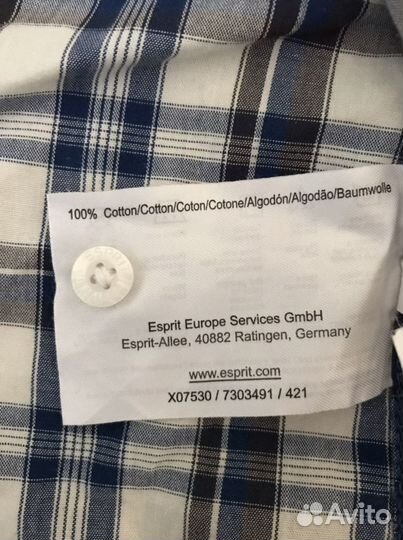 100% Cotton/Cotton/Coton/Cotone/Algodón/Algodão/Baumwolle
Esprit Europe Services GmbH
Esprit-Allee, 40882 Ratingen, Germany
www.esprit.com
X07530 / 7303491 / 421
Avito